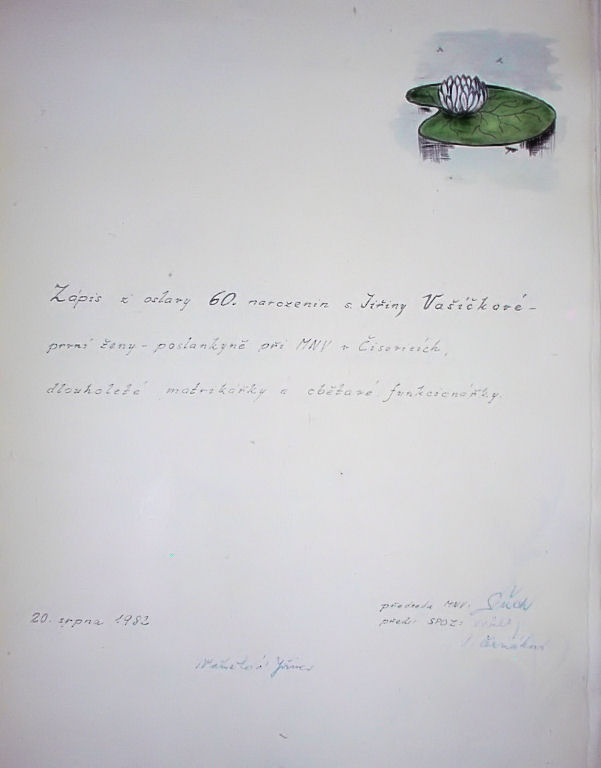 Zápis z oslavy 60. narozenin s. Jiřiny Vašíčkové -
první ženy - poslankyně při MNV v Čisovicích,
dlouholeté matrikářky a obětavé funkcionářky.
20. srpna 1983
předseda MNV:
předs. SPOZ: